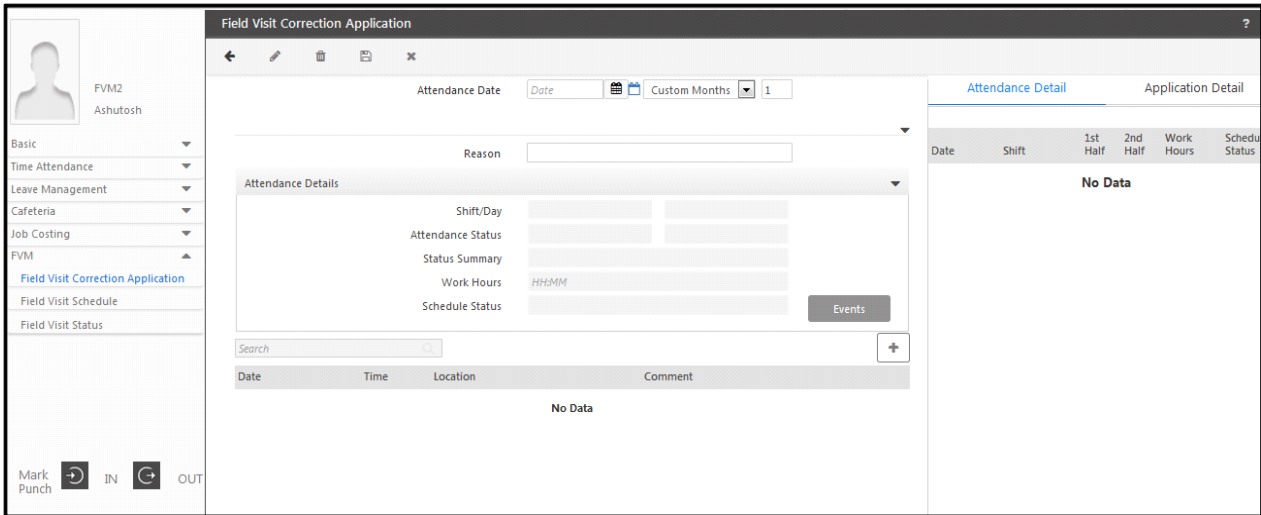 Field Visit Correction Application ?
FVM2
Ashutosh
Basic
Time Attendance
Leave Management
Cafeteria
Job Costing
FVM
Field Visit Correction Application
Field Visit Schedule
Field Visit Status
Mark Punch IN OUT
Attendance Date Date Custom Months 1
Reason
Attendance Details
Shift/Day
Attendance Status
Status Summary
Work Hours HH:MM
Schedule Status
Events
Search
+
Date Time Location Comment
No Data
Attendance Detail Application Detail
Date Shift 1st Half 2nd Half Work Hours Schedu Status
No Data